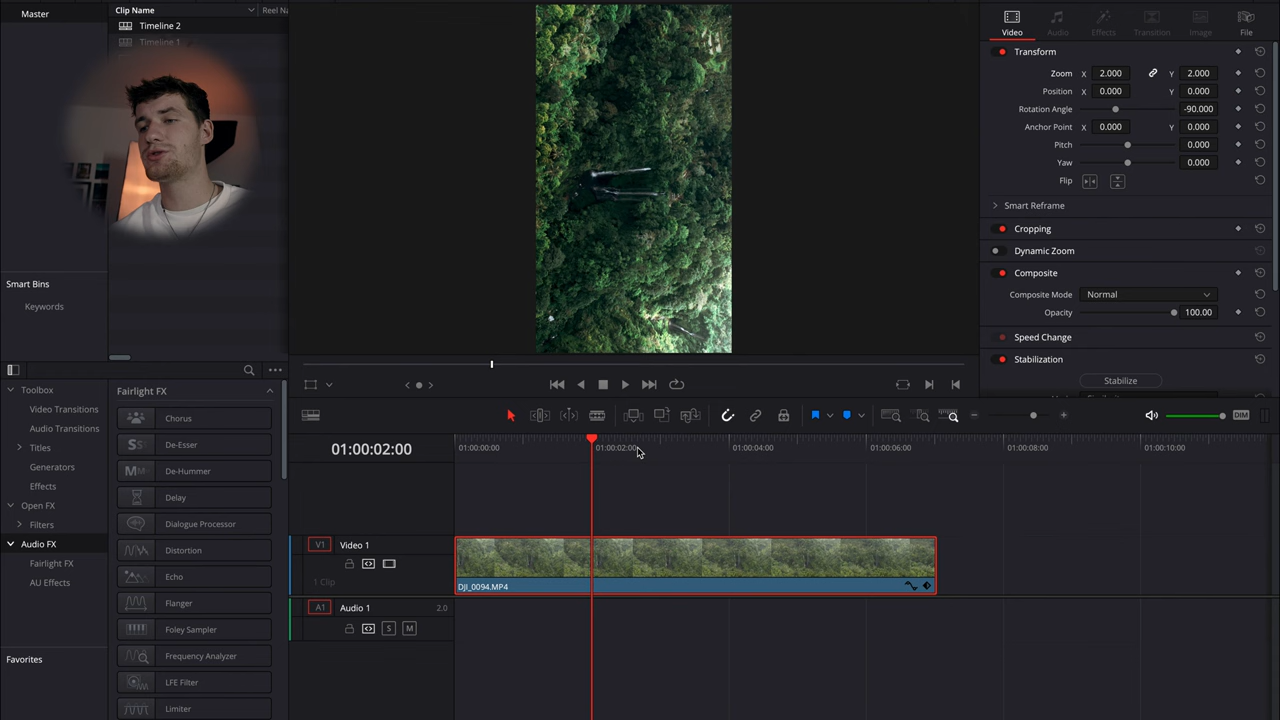 Master
Clip Name
Reel Na
Timeline 2
Timeline 1
Smart Bins
Keywords
Video
Audio
Effects
Transition
Image
File
Transform
Zoom X 2.000 Y 2.000
Position X 0.000 Y 0.000
Rotation Angle -90.000
Anchor Point X 0.000 Y 0.000
Pitch 0.000
Yaw 0.000
Flip
Smart Reframe
Cropping
Dynamic Zoom
Composite
Composite Mode Normal
Opacity 100.00
Speed Change
Stabilization
Stabilize
Toolbox
Video Transitions
Audio Transitions
Titles
Generators
Effects
Open FX
Filters
Audio FX
Fairlight FX
AU Effects
Favorites
Fairlight FX
Chorus
De-Esser
De-Hummer
Delay
Dialogue Processor
Distortion
Echo
Flanger
Foley Sampler
Frequency Analyzer
LFE Filter
Limiter
DIM
01:00:02:00
01:00:00:00
01:00:02:00
01:00:04:00
01:00:06:00
01:00:08:00
01:00:10:00
V1 Video 1
1 Clip
DJI_0094.MP4
A1 Audio 1 2.0
S M